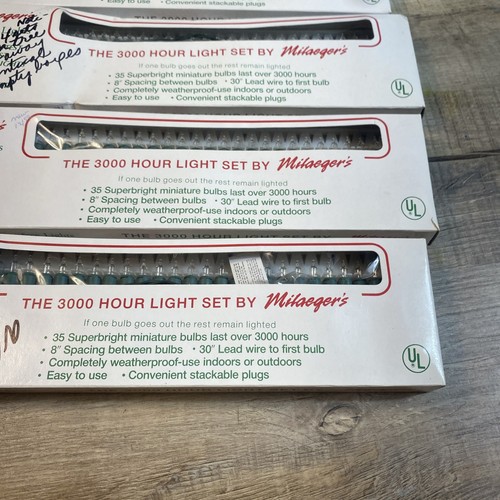 • Easy to use • Convenient stackable plugs
Note
THE 3000 HOUR LIGHT SET BY Milaeger's
If one bulb goes out the rest remain lighted
• 35 Superbright miniature bulbs last over 3000 hours
• 8" Spacing between bulbs • 30" Lead wire to first bulb
• Completely weatherproof-use indoors or outdoors
• Easy to use • Convenient stackable plugs
UL
THE 3000 HOUR LIGHT SET BY Milaeger's
If one bulb goes out the rest remain lighted
• 35 Superbright miniature bulbs last over 3000 hours
• 8" Spacing between bulbs • 30" Lead wire to first bulb
• Completely weatherproof-use indoors or outdoors
• Easy to use • Convenient stackable plugs
UL
THE 3000 HOUR LIGHT SET BY Milaeger's
THE 3000 HOUR LIGHT SET BY Milaeger's
If one bulb goes out the rest remain lighted
• 35 Superbright miniature bulbs last over 3000 hours
• 8" Spacing between bulbs • 30" Lead wire to first bulb
• Completely weatherproof-use indoors or outdoors
• Easy to use • Convenient stackable plugs
UL